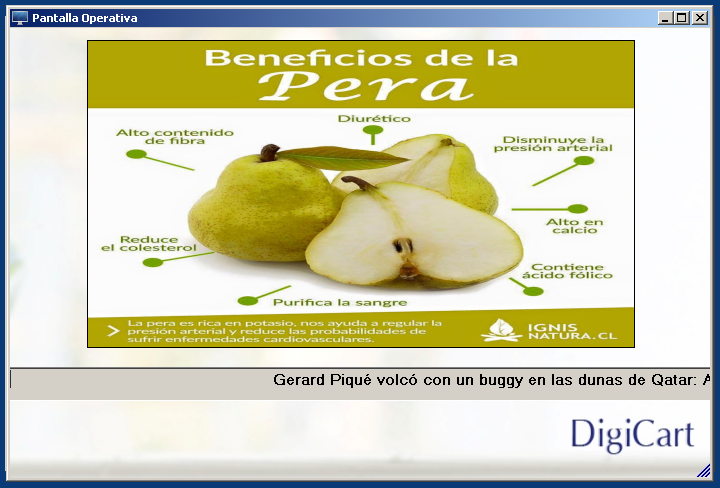 Pantalla Operativa
Beneficios de la
Pera
Diurético
Alto contenido
de fibra
Disminuye la
presión arterial
Alto en
calcio
Reduce
el colesterol
Contiene
ácido fólico
Purifica la sangre
La pera es rica en potasio, nos ayuda a regular la
presión arterial y reduce las probabilidades de
sufrir enfermedades cardiovasculares.
IGNIS
NATURA.CL
Gerard Piqué volcó con un buggy en las dunas de Qatar: A
DigiCart